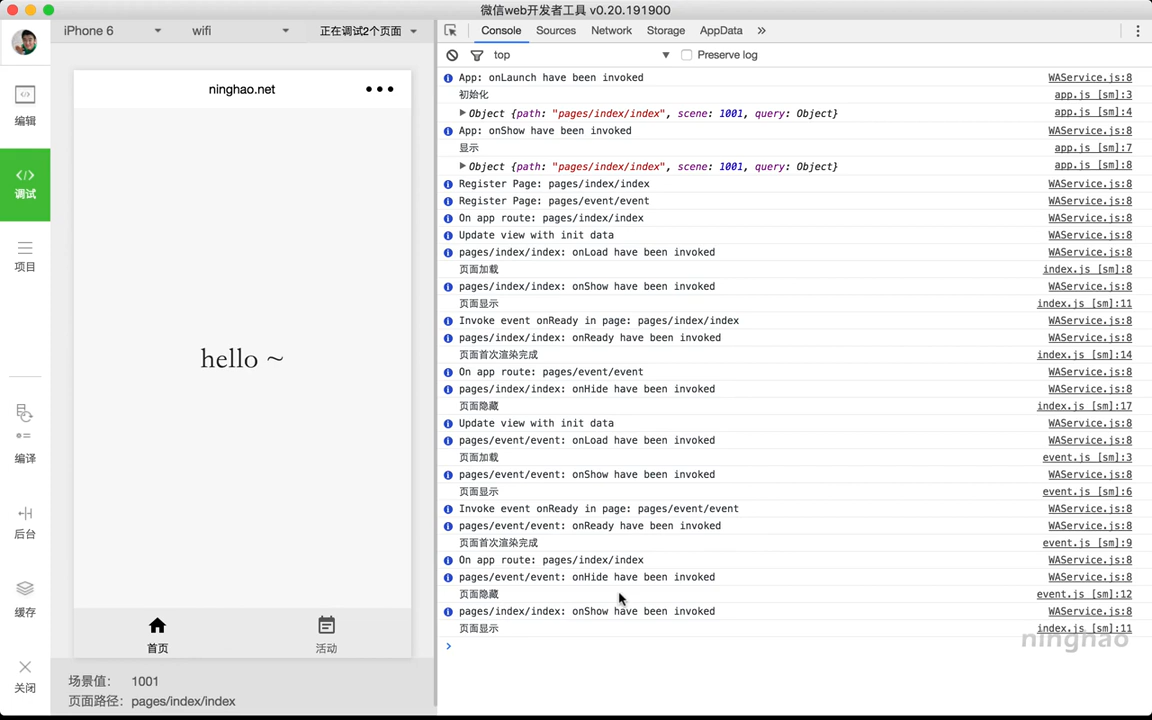 微信web开发者工具 v0.20.191900
iPhone 6
wifi
正在调试2个页面
Console
Sources
Network
Storage
AppData
top
Preserve log
编辑
调试
项目
编译
后台
缓存
关闭
ninghao.net
hello ~
首页
活动
场景值： 1001
页面路径： pages/index/index
App: onLaunch have been invoked WAService.js:8
初始化 app.js [sm]:3
Object {path: "pages/index/index", scene: 1001, query: Object} app.js [sm]:4
App: onShow have been invoked WAService.js:8
显示 app.js [sm]:7
Object {path: "pages/index/index", scene: 1001, query: Object} app.js [sm]:8
Register Page: pages/index/index WAService.js:8
Register Page: pages/event/event WAService.js:8
On app route: pages/index/index WAService.js:8
Update view with init data WAService.js:8
pages/index/index: onLoad have been invoked WAService.js:8
页面加载 index.js [sm]:8
pages/index/index: onShow have been invoked WAService.js:8
页面显示 index.js [sm]:11
Invoke event onReady in page: pages/index/index WAService.js:8
pages/index/index: onReady have been invoked WAService.js:8
页面首次渲染完成 index.js [sm]:14
On app route: pages/event/event WAService.js:8
pages/index/index: onHide have been invoked WAService.js:8
页面隐藏 index.js [sm]:17
Update view with init data WAService.js:8
pages/event/event: onLoad have been invoked WAService.js:8
页面加载 event.js [sm]:3
pages/event/event: onShow have been invoked WAService.js:8
页面显示 event.js [sm]:6
Invoke event onReady in page: pages/event/event WAService.js:8
pages/event/event: onReady have been invoked WAService.js:8
页面首次渲染完成 event.js [sm]:9
On app route: pages/index/index WAService.js:8
pages/event/event: onHide have been invoked WAService.js:8
页面隐藏 event.js [sm]:12
pages/index/index: onShow have been invoked WAService.js:8
页面显示 index.js [sm]:11
ninghao